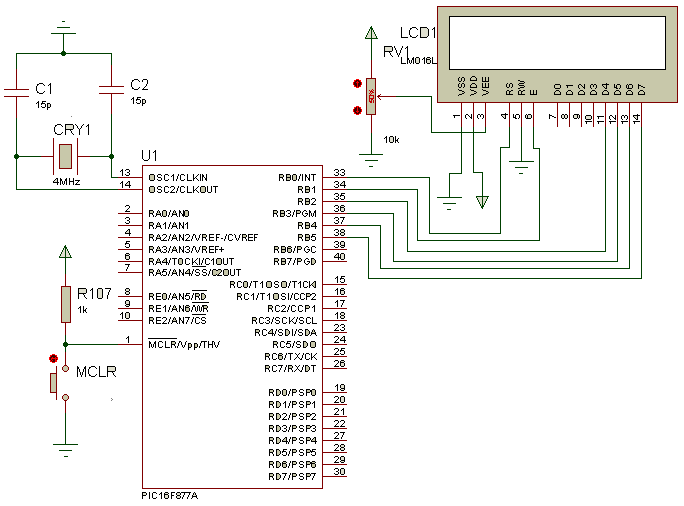 LCD1
LM016L
VSS
VDD
VEE
RS
RW
E
D0
D1
D2
D3
D4
D5
D6
D7
1
2
3
4
5
6
7
8
9
10
11
12
13
14
RV1
50%
10k
C1
15p
C2
15p
CRY1
4MHz
U1
13 OSC1/CLKIN
14 OSC2/CLKOUT
2 RA0/AN0
3 RA1/AN1
4 RA2/AN2/VREF-/CVREF
5 RA3/AN3/VREF+
6 RA4/T0CKI/C1OUT
7 RA5/AN4/SS/C2OUT
8 RE0/AN5/RD
9 RE1/AN6/WR
10 RE2/AN7/CS
1 MCLR/Vpp/THV
RB0/INT 33
RB1 34
RB2 35
RB3/PGM 36
RB4 37
RB5 38
RB6/PGC 39
RB7/PGD 40
RC0/T1OSO/T1CKI 15
RC1/T1OSI/CCP2 16
RC2/CCP1 17
RC3/SCK/SCL 18
RC4/SDI/SDA 23
RC5/SDO 24
RC6/TX/CK 25
RC7/RX/DT 26
RD0/PSP0 19
RD1/PSP1 20
RD2/PSP2 21
RD3/PSP3 22
RD4/PSP4 27
RD5/PSP5 28
RD6/PSP6 29
RD7/PSP7 30
PIC16F877A
R107
1k
MCLR